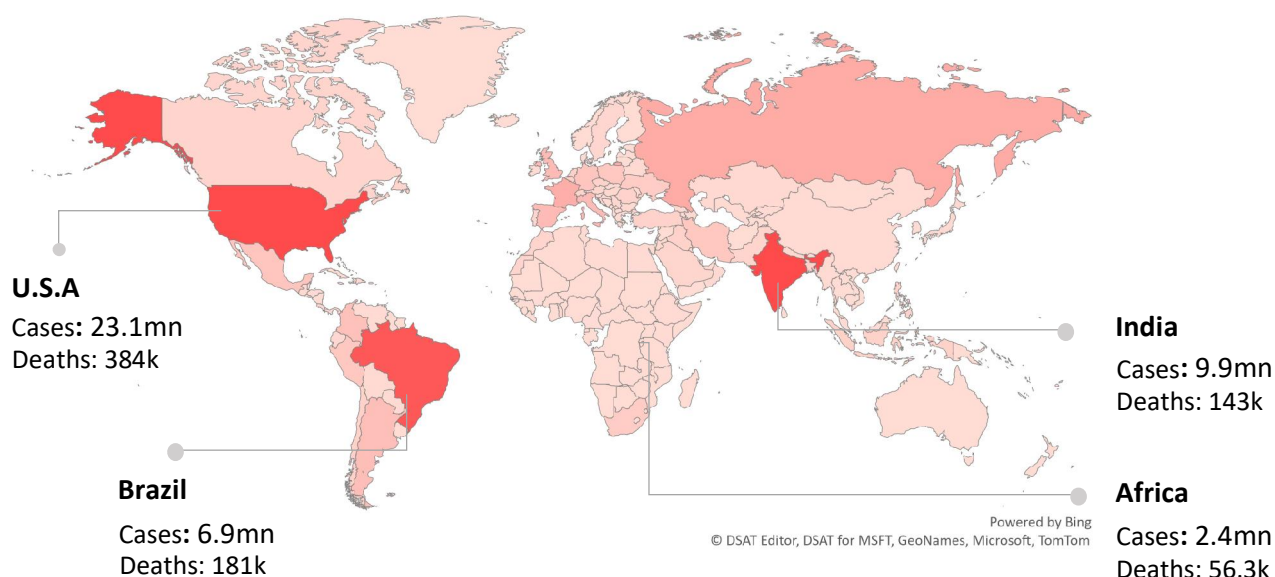 U.S.A
Cases: 23.1mn
Deaths: 384k
Brazil
Cases: 6.9mn
Deaths: 181k
India
Cases: 9.9mn
Deaths: 143k
Africa
Cases: 2.4mn
Deaths: 56.3k
Powered by Bing
© DSAT Editor, DSAT for MSFT, GeoNames, Microsoft, TomTom